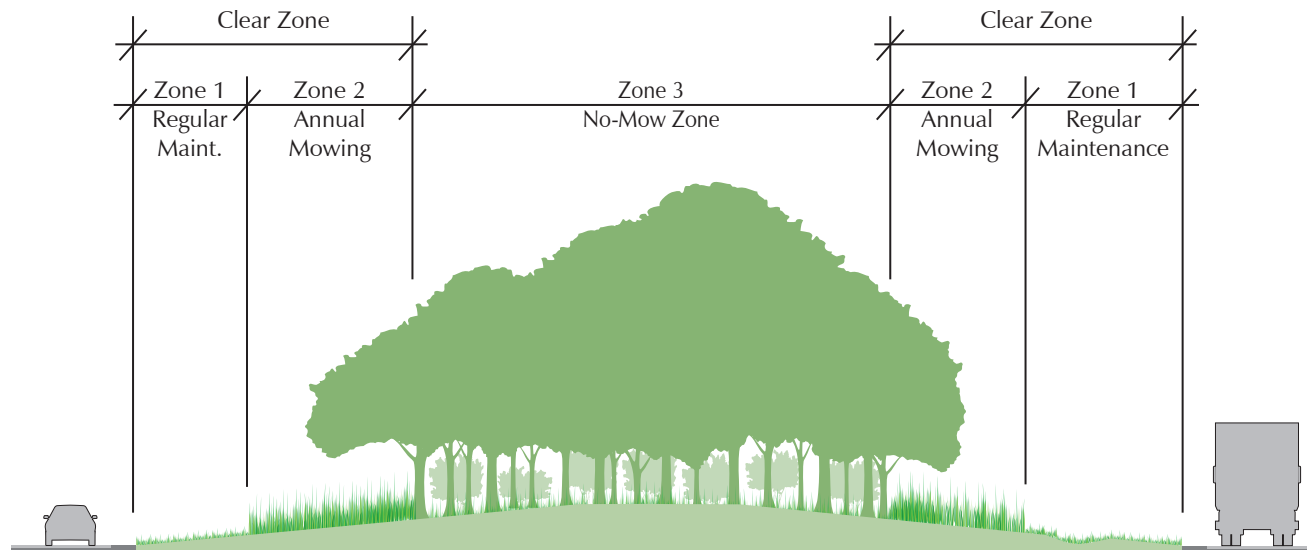 Clear Zone
Clear Zone
Zone 1
Zone 2
Zone 3
Zone 2
Zone 1
Regular
Maint.
Annual
Mowing
No-Mow Zone
Annual
Mowing
Regular
Maintenance